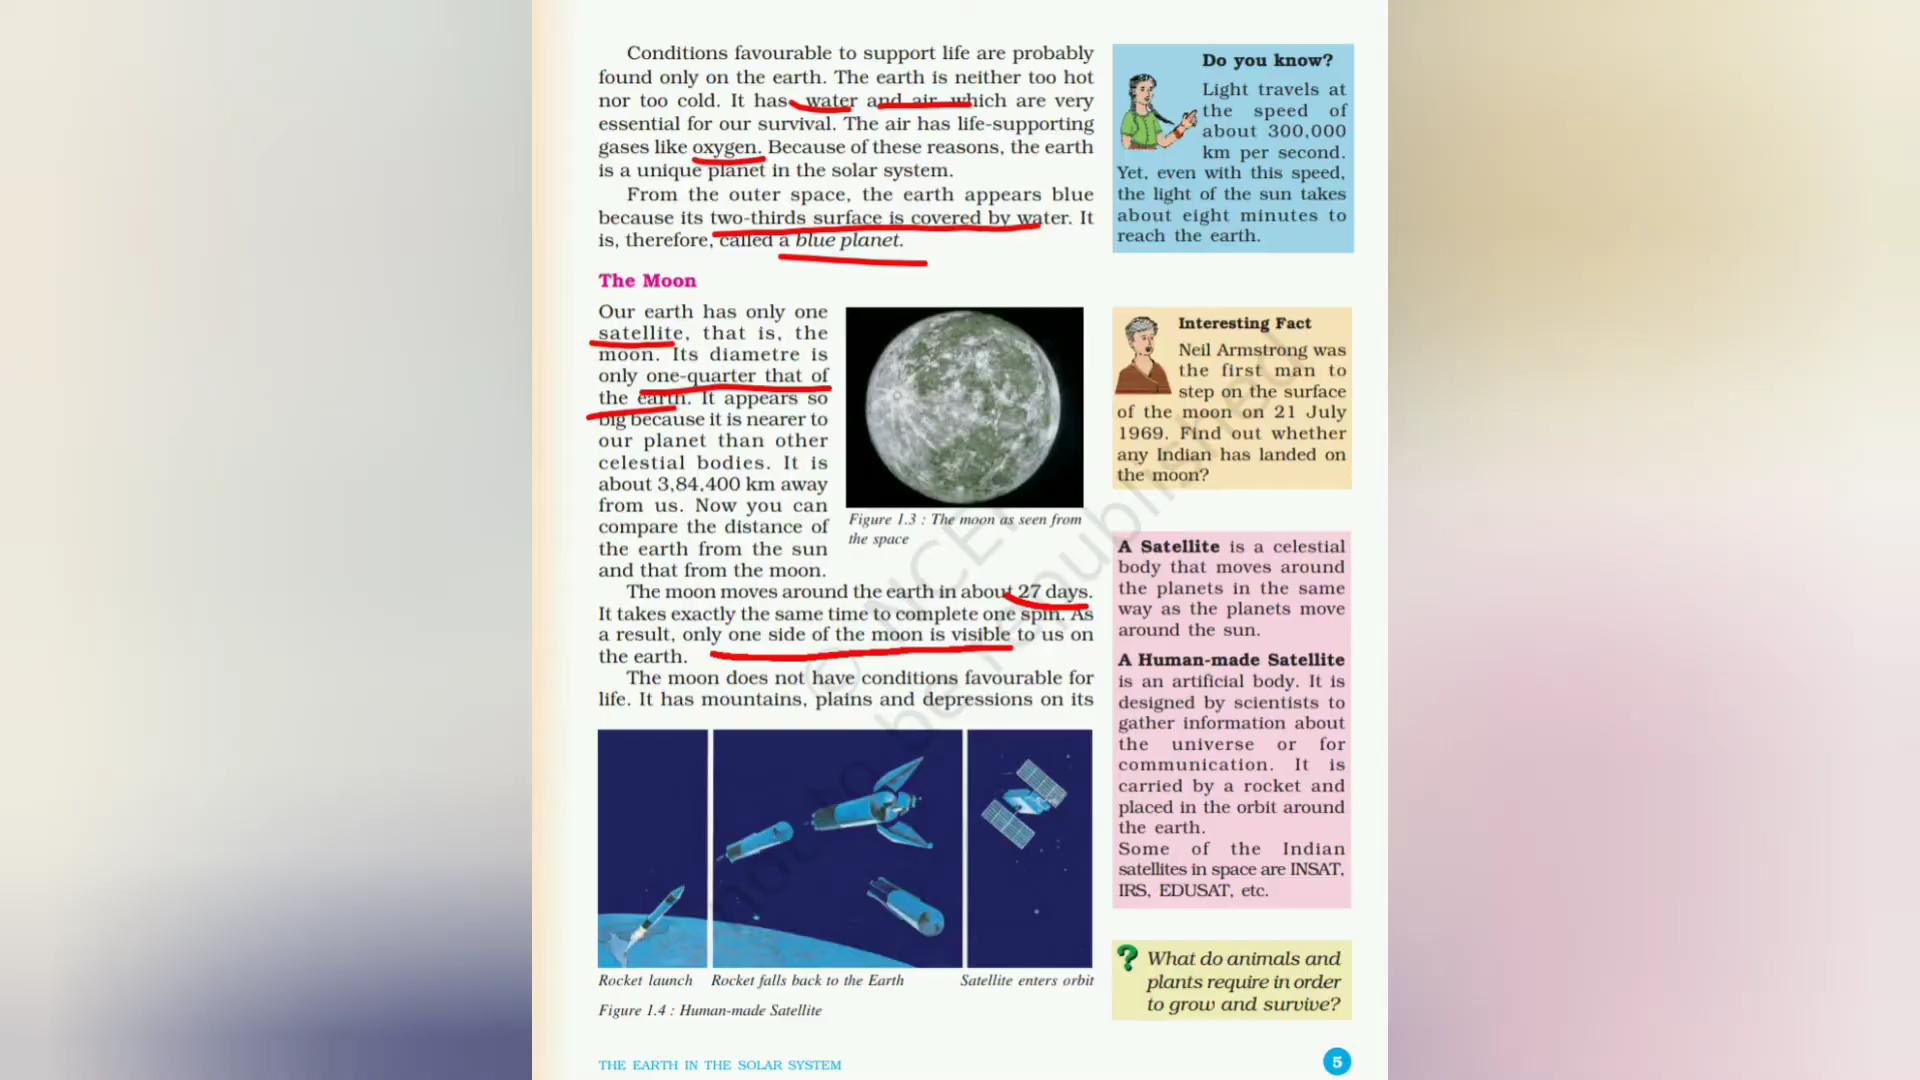 Conditions favourable to support life are probably
found only on the earth. The earth is neither too hot
nor too cold. It has water and air, which are very
essential for our survival. The air has life-supporting
gases like oxygen. Because of these reasons, the earth
is a unique planet in the solar system.
From the outer space, the earth appears blue
because its two-thirds surface is covered by water. It
is, therefore, called a blue planet.
The Moon
Our earth has only one
satellite, that is, the
moon. Its diametre is
only one-quarter that of
the earth. It appears so
big because it is nearer to
our planet than other
celestial bodies. It is
about 3,84,400 km away
from us. Now you can
compare the distance of
the earth from the sun
and that from the moon.
Figure 1.3 : The moon as seen from
the space
The moon moves around the earth in about 27 days.
It takes exactly the same time to complete one spin. As
a result, only one side of the moon is visible to us on
the earth.
The moon does not have conditions favourable for
life. It has mountains, plains and depressions on its
Rocket launch
Rocket falls back to the Earth
Satellite enters orbit
Figure 1.4 : Human-made Satellite
Do you know?
Light travels at
the speed of
about 300,000
km per second.
Yet, even with this speed,
the light of the sun takes
about eight minutes to
reach the earth.
Interesting Fact
Neil Armstrong was
the first man to
step on the surface
of the moon on 21 July
1969. Find out whether
any Indian has landed on
the moon?
A Satellite is a celestial
body that moves around
the planets in the same
way as the planets move
around the sun.
A Human-made Satellite
is an artificial body. It is
designed by scientists to
gather information about
the universe or for
communication. It is
carried by a rocket and
placed in the orbit around
the earth.
Some of the Indian
satellites in space are INSAT,
IRS, EDUSAT, etc.
? What do animals and
plants require in order
to grow and survive?
© NCERT
not to be republished
THE EARTH IN THE SOLAR SYSTEM
5